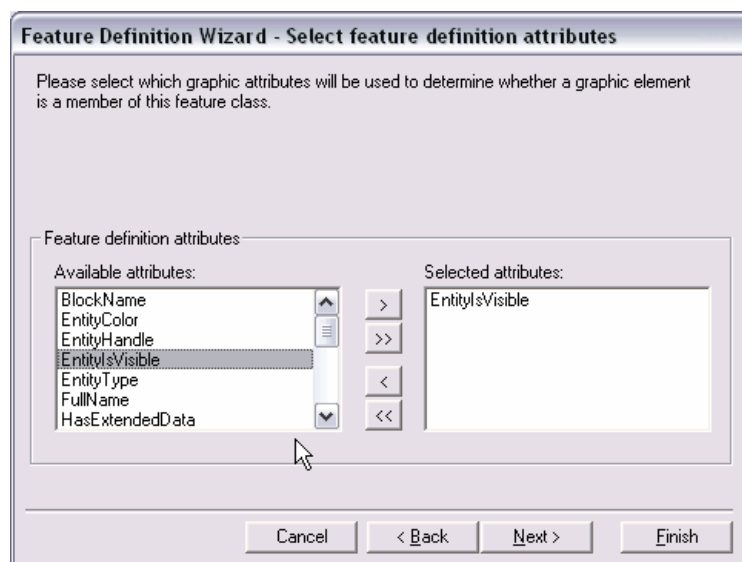 Feature Definition Wizard - Select feature definition attributes
Please select which graphic attributes will be used to determine whether a graphic element
is a member of this feature class.
Feature definition attributes
Available attributes:
BlockName
EntityColor
EntityHandle
EntityIsVisible
EntityType
FullName
HasExtendedData
>
>>
<
<<
Selected attributes:
EntityIsVisible
Cancel
< Back
Next >
Finish